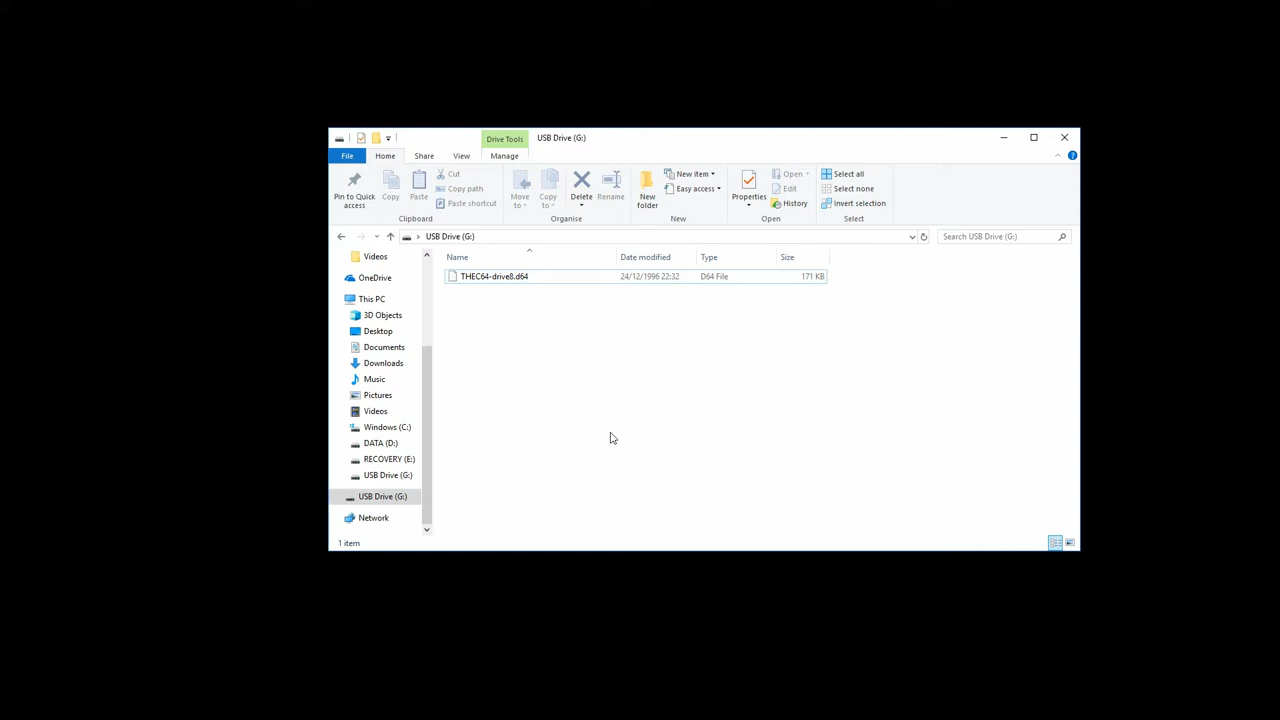 Drive Tools USB Drive (G:)
File Home Share View Manage
Pin to Quick access
Copy
Paste
Cut
Copy path
Paste shortcut
Clipboard
Move to
Copy to
Delete
Rename
Organise
New folder
New item
Easy access
New
Properties
Open
Edit
History
Open
Select all
Select none
Invert selection
Select
USB Drive (G:)
Search USB Drive (G:)
Name Date modified Type Size
THEC64-drive8.d64 24/12/1996 22:32 D64 File 171 KB
Videos
OneDrive
This PC
3D Objects
Desktop
Documents
Downloads
Music
Pictures
Videos
Windows (C:)
DATA (D:)
RECOVERY (E:)
USB Drive (G:)
USB Drive (G:)
Network
1 item